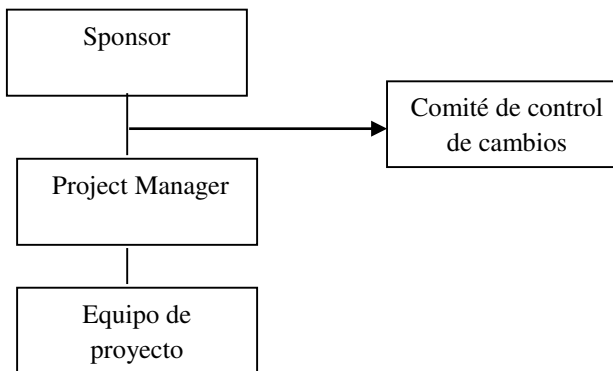 Sponsor
Comité de control
de cambios
Project Manager
Equipo de
proyecto